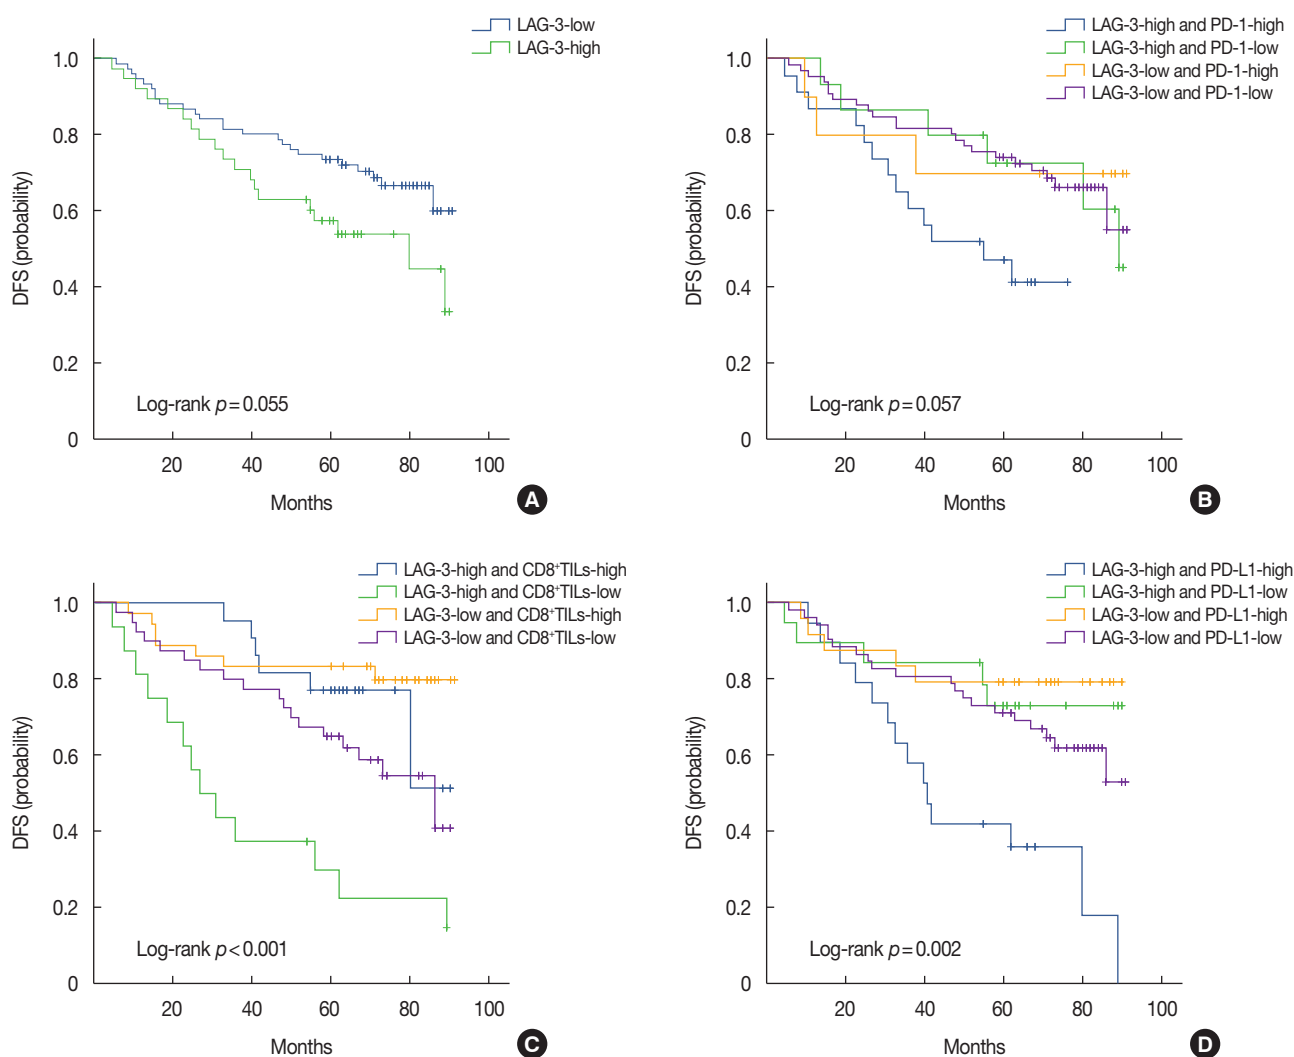 LAG-3-low
LAG-3-high
1.0
0.8
0.6
0.4
0.2
0
DFS (probability)
Log-rank p=0.055
20 40 60 80 100
Months
A
LAG-3-high and PD-1-high
LAG-3-high and PD-1-low
LAG-3-low and PD-1-high
LAG-3-low and PD-1-low
1.0
0.8
0.6
0.4
0.2
0
DFS (probability)
Log-rank p=0.057
20 40 60 80 100
Months
B
LAG-3-high and CD8⁺TILs-high
LAG-3-high and CD8⁺TILs-low
LAG-3-low and CD8⁺TILs-high
LAG-3-low and CD8⁺TILs-low
1.0
0.8
0.6
0.4
0.2
0
DFS (probability)
Log-rank p<0.001
20 40 60 80 100
Months
C
LAG-3-high and PD-L1-high
LAG-3-high and PD-L1-low
LAG-3-low and PD-L1-high
LAG-3-low and PD-L1-low
1.0
0.8
0.6
0.4
0.2
0
DFS (probability)
Log-rank p=0.002
20 40 60 80 100
Months
D